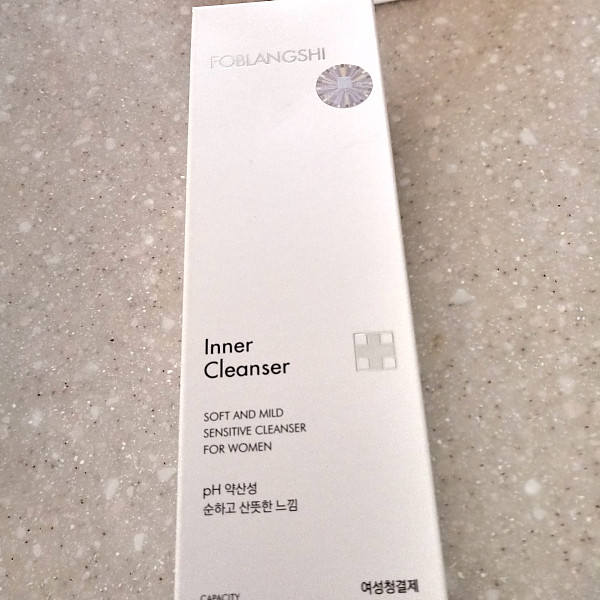 FOBLANGSHI
Inner
Cleanser
SOFT AND MILD
SENSITIVE CLEANSER
FOR WOMEN
pH 약산성
순하고 산뜻한 느낌
여성청결제
CAPACITY